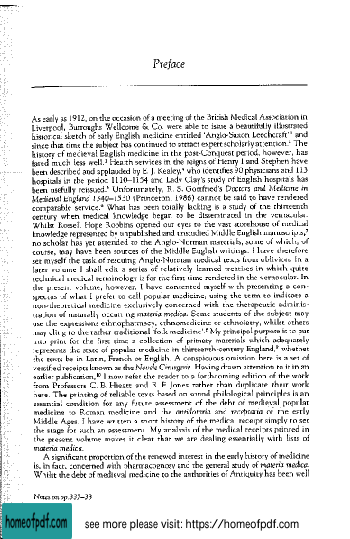 Preface
As early as 1912, on the occasion of a meeting of the British Medical Association in
Liverpool, Burroughs Wellcome & Co. were able to issue a beautifully illustrated
historical sketch of early English medicine entitled 'Anglo-Saxon Leechcraft' and
since that time the subject has continued to attract expert scholarly attention. The
history of medieval English medicine in the post-Conquest period, however, has
fared much less well. Health services in the reigns of Henry I and Stephen have
been described and applauded by E. J. Kealey, who identifies 90 physicians and 113
hospitals in the period 1100–1154 and Lady Clay's study of English hospitals has
been usefully reissued. Unfortunately, R. S. Gottfried's Doctors and Medicine in
Medieval England 1340–1530 (Princeton, 1986) cannot be said to have rendered
comparable service. What has been totally lacking is a study of the thirteenth
century when medical knowledge began to be disseminated in the vernacular.
Whilst Rossell Hope Robbins opened our eyes to the vast storehouse of medical
knowledge represented by unpublished and unstudied Middle English manuscripts,
no scholar has yet attended to the Anglo-Norman materials, some of which, of
course, may have been sources of the Middle English writings. I have therefore
set myself the task of rescuing Anglo-Norman medical texts from oblivion. In a
later volume I shall edit a series of relatively learned treatises in which quite
technical medical terminology is for the first time rendered in the vernacular. In
the present volume, however, I have contented myself with presenting a con-
spectus of what I prefer to call popular medicine, using the term to indicate a
non-theoretical medicine exclusively concerned with the therapeutic adminis-
tration of naturally occurring materia medica. Some students of the subject may
use the expressions ethnopharmacy, ethnomedicine or ethnoiatry, whilst others
may cling to the rather traditional 'folk medicine'. My principal purpose is to put
into print for the first time a collection of primary materials which adequately
represents the state of popular medicine in thirteenth-century England, whether
the texts be in Latin, French or English. A conspicuous omission here is a set of
versified receipts known as the Novele Cirurgerie. Having drawn attention to it in an
earlier publication, I now refer the reader to a forthcoming edition of the work
from Professors C. B. Hieatt and R. F. Jones rather than duplicate their work
here. The printing of reliable texts based on sound philological principles is an
essential condition for any future assessment of the debt of medieval popular
medicine to Roman medicine and the antidotaria and receptaria of the early
Middle Ages. I have written a short history of the medical receipt simply to set
the stage for such an assessment. My analysis of the medical receipts printed in
the present volume makes it clear that we are dealing essentially with lists of
materia medica.
A significant proportion of the renewed interest in the early history of medicine
is, in fact, concerned with pharmacognosy and the general study of materia medica.
Whilst the debt of medieval medicine to the authorities of Antiquity has been well
Notes on pp. 331–33
homeofpdf.com
see more please visit: https://homeofpdf.com